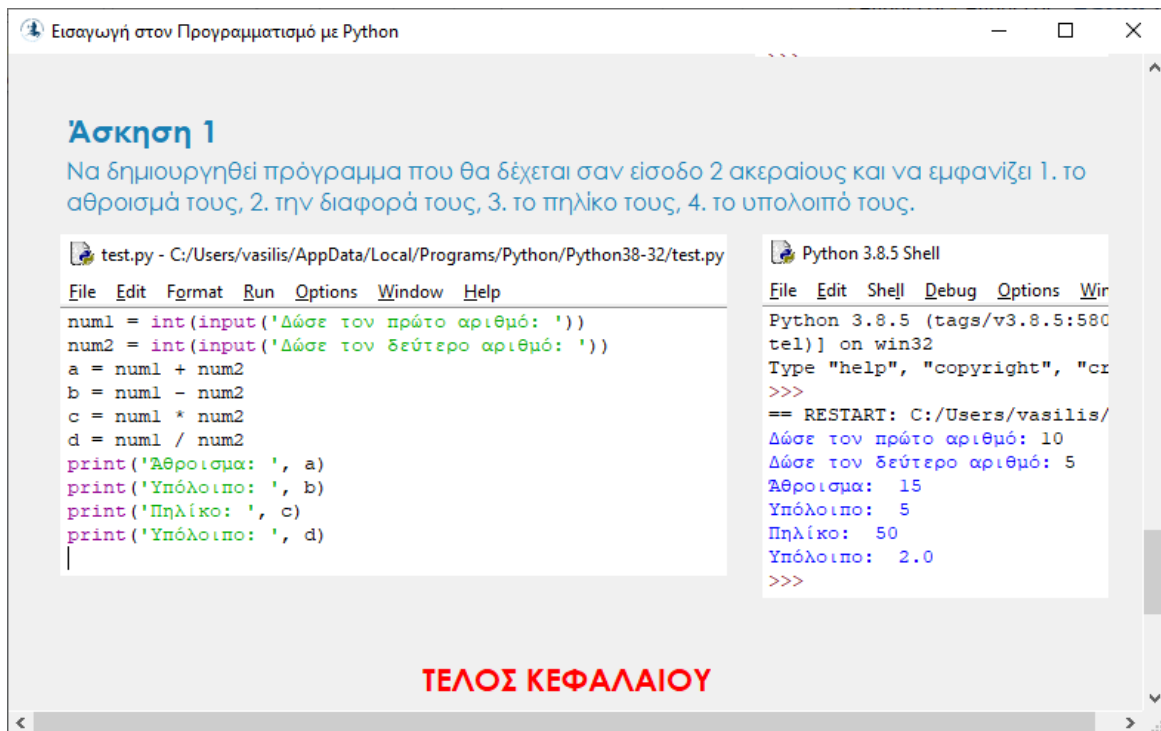 Εισαγωγή στον Προγραμματισμό με Python
>>>
Άσκηση 1
Να δημιουργηθεί πρόγραμμα που θα δέχεται σαν είσοδο 2 ακεραίους και να εμφανίζει 1. το
αθροισμά τους, 2. την διαφορά τους, 3. το πηλίκο τους, 4. το υπολοιπό τους.
test.py - C:/Users/vasilis/AppData/Local/Programs/Python/Python38-32/test.py
File Edit Format Run Options Window Help
num1 = int(input('Δώσε τον πρώτο αριθμό: '))
num2 = int(input('Δώσε τον δεύτερο αριθμό: '))
a = num1 + num2
b = num1 - num2
c = num1 * num2
d = num1 / num2
print('Άθροισμα: ', a)
print('Υπόλοιπο: ', b)
print('Πηλίκο: ', c)
print('Υπόλοιπο: ', d)
Python 3.8.5 Shell
File Edit Shell Debug Options Wir
Python 3.8.5 (tags/v3.8.5:580
tel)] on win32
Type "help", "copyright", "cr
>>>
== RESTART: C:/Users/vasilis/
Δώσε τον πρώτο αριθμό: 10
Δώσε τον δεύτερο αριθμό: 5
Άθροισμα:  15
Υπόλοιπο:  5
Πηλίκο:  50
Υπόλοιπο:  2.0
>>>
ΤΕΛΟΣ ΚΕΦΑΛΑΙΟΥ